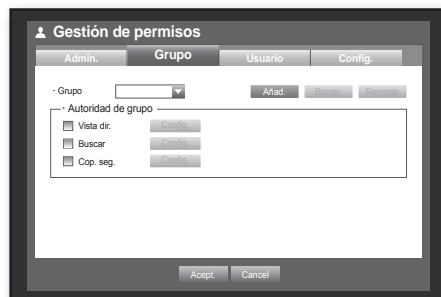 Gestión de permisos
Admin. Grupo Usuario Config.
· Grupo Añad. Borrar Renomb.
· Autoridad de grupo
Vista dir. Config.
Buscar Config.
Cop. seg. Config.
Acept. Cancel